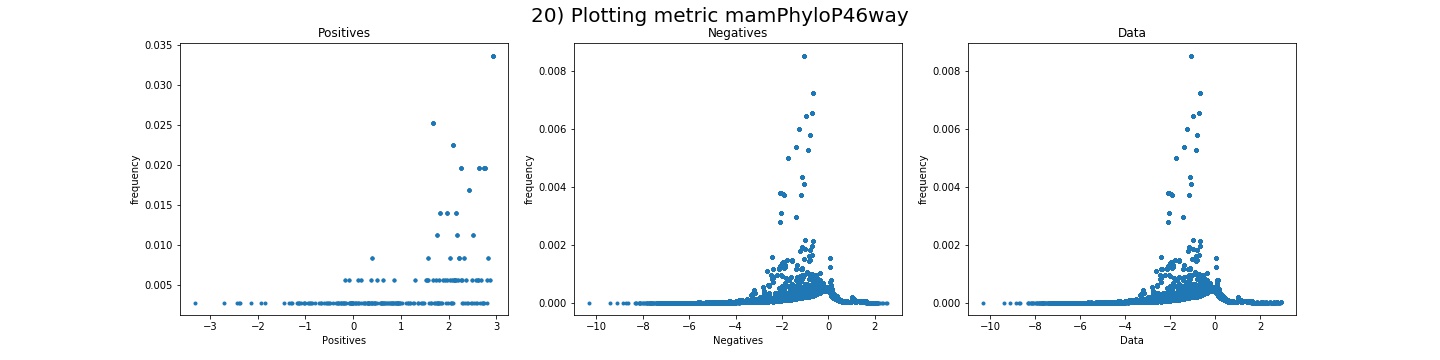 20) Plotting metric mamPhyloP46way
Positives
Negatives
Data
frequency
0.035
0.030
0.025
0.020
0.015
0.010
0.005
−3 −2 −1 0 1 2 3
Positives
frequency
0.008
0.006
0.004
0.002
0.000
−10 −8 −6 −4 −2 0 2
Negatives
frequency
0.008
0.006
0.004
0.002
0.000
−10 −8 −6 −4 −2 0 2
Data